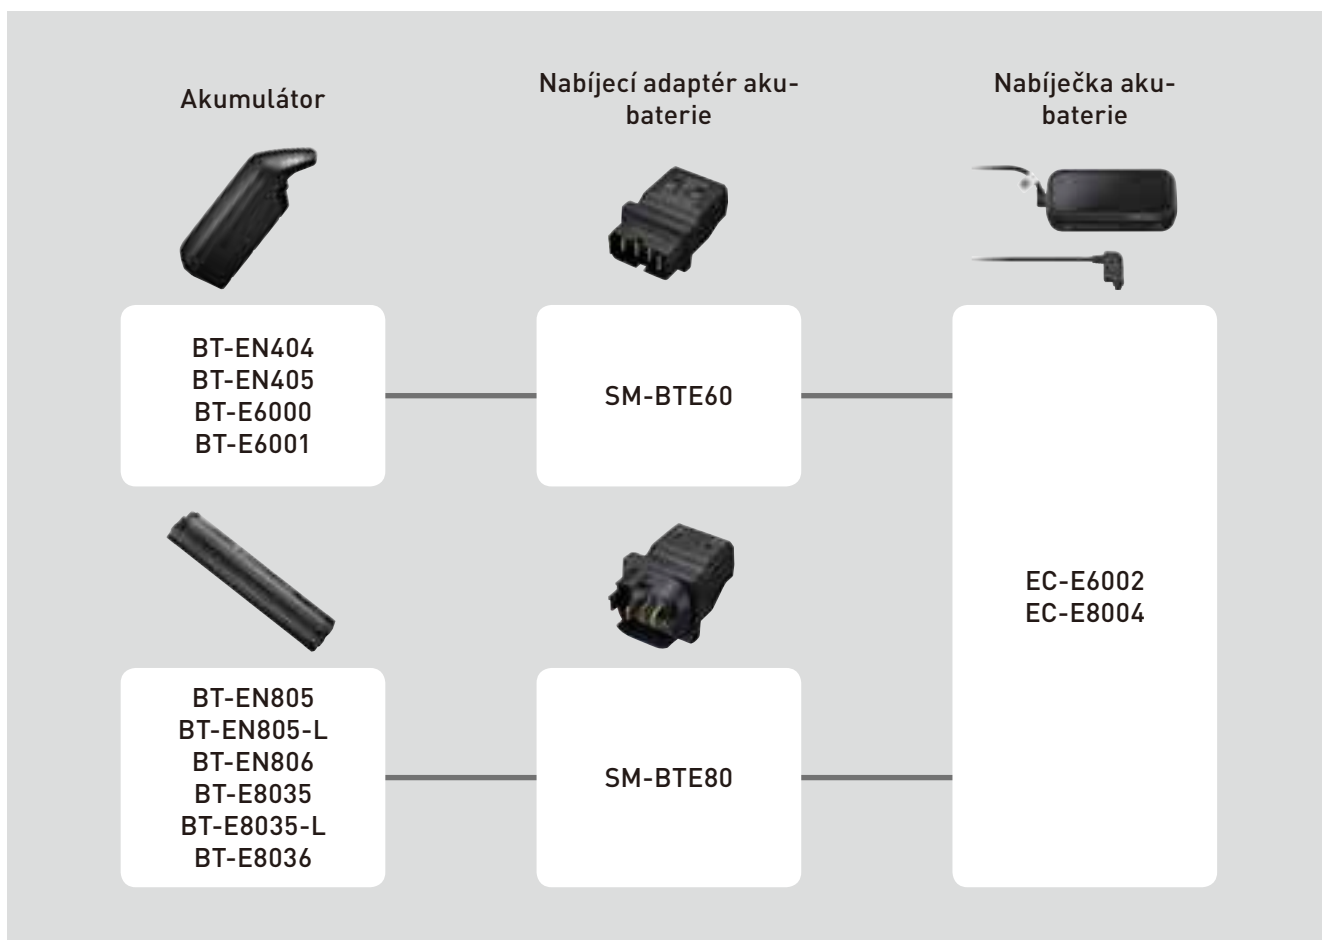 Akumulátor
Nabíjecí adaptér aku-
baterie
Nabíječka aku-
baterie
BT-EN404
BT-EN405
BT-E6000
BT-E6001
SM-BTE60
EC-E6002
EC-E8004
BT-EN805
BT-EN805-L
BT-EN806
BT-E8035
BT-E8035-L
BT-E8036
SM-BTE80